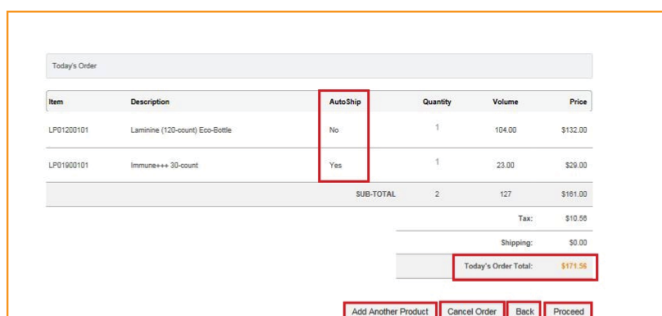 Today's Order
Item Description AutoShip Quantity Volume Price
LP01200101 Laminine (120-count) Eco-Bottle No 1 104.00 $132.00
LP01900101 Immune+++ 30-count Yes 1 23.00 $29.00
SUB-TOTAL 2 127 $161.00
Tax: $10.56
Shipping: $0.00
Today's Order Total: $171.56
Add Another Product Cancel Order Back Proceed